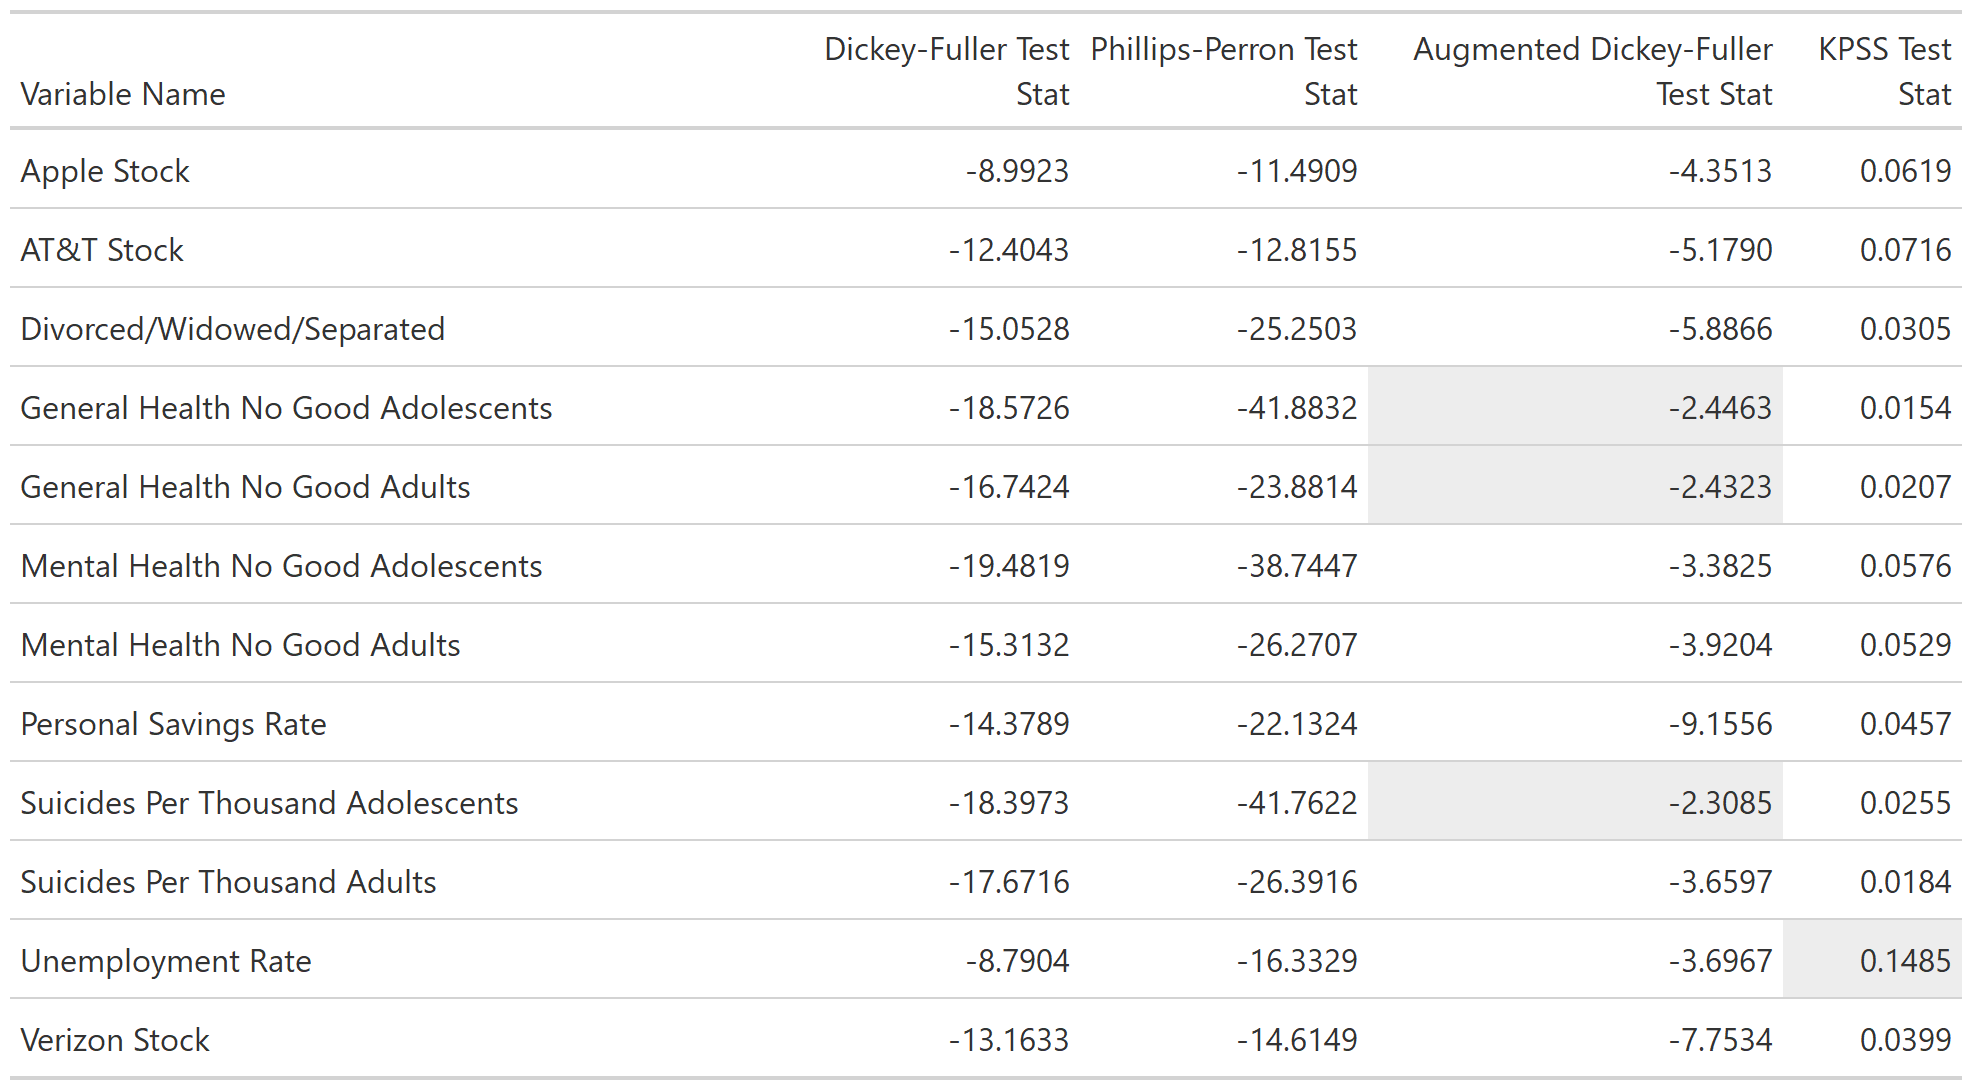 Dickey-Fuller Test Phillips-Perron Test Augmented Dickey-Fuller KPSS Test
Variable Name Stat Stat Test Stat Stat
Apple Stock -8.9923 -11.4909 -4.3513 0.0619
AT&T Stock -12.4043 -12.8155 -5.1790 0.0716
Divorced/Widowed/Separated -15.0528 -25.2503 -5.8866 0.0305
General Health No Good Adolescents -18.5726 -41.8832 -2.4463 0.0154
General Health No Good Adults -16.7424 -23.8814 -2.4323 0.0207
Mental Health No Good Adolescents -19.4819 -38.7447 -3.3825 0.0576
Mental Health No Good Adults -15.3132 -26.2707 -3.9204 0.0529
Personal Savings Rate -14.3789 -22.1324 -9.1556 0.0457
Suicides Per Thousand Adolescents -18.3973 -41.7622 -2.3085 0.0255
Suicides Per Thousand Adults -17.6716 -26.3916 -3.6597 0.0184
Unemployment Rate -8.7904 -16.3329 -3.6967 0.1485
Verizon Stock -13.1633 -14.6149 -7.7534 0.0399